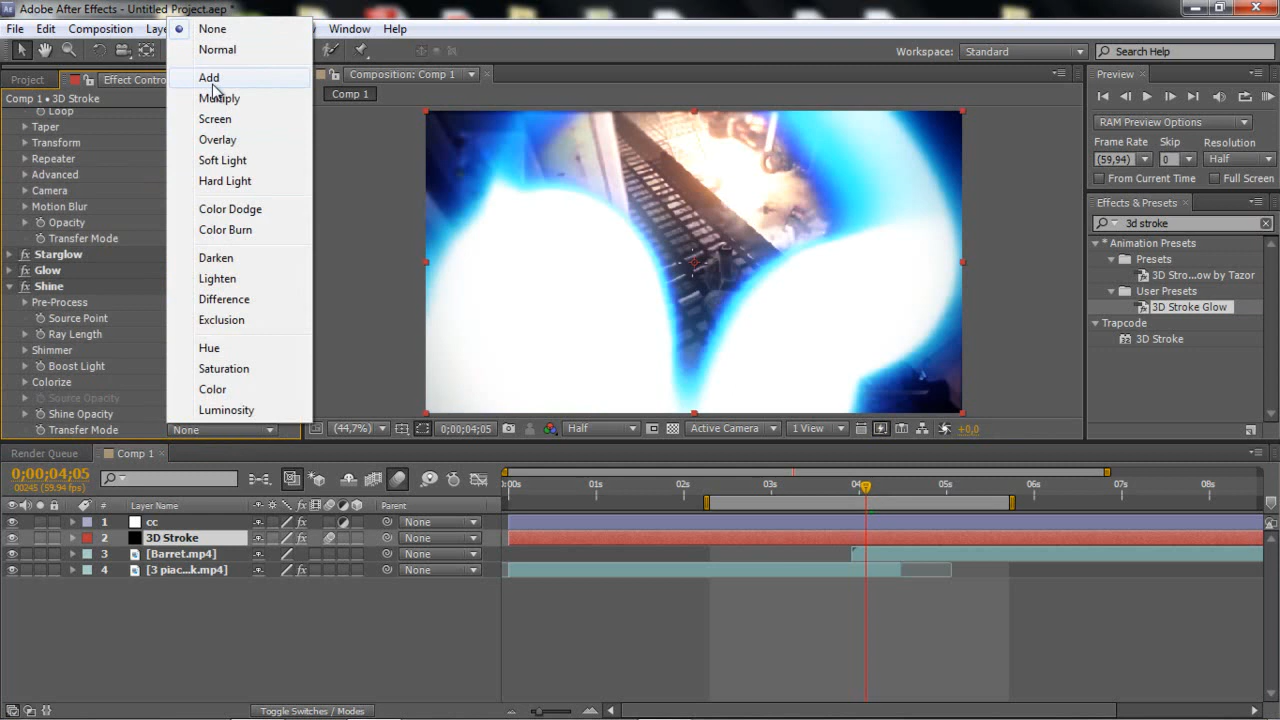 Adobe After Effects - Untitled Project.aep *
File Edit Composition Laye Window Help
None
Normal
Add
Multiply
Screen
Overlay
Soft Light
Hard Light
Color Dodge
Color Burn
Darken
Lighten
Difference
Exclusion
Hue
Saturation
Color
Luminosity
Workspace: Standard Search Help
Project Effect Contro
Comp 1 • 3D Stroke
Loop
Taper
Transform
Repeater
Advanced
Camera
Motion Blur
Opacity
Transfer Mode
fx Starglow
fx Glow
fx Shine
Pre-Process
Source Point
Ray Length
Shimmer
Boost Light
Colorize
Source Opacity
Shine Opacity
Transfer Mode None
Composition: Comp 1
Comp 1
(44,7%) 0;00;04;05 Half Active Camera 1 View +0,0
Preview
RAM Preview Options
Frame Rate Skip Resolution
(59,94) 0 Half
From Current Time Full Screen
Effects & Presets
3d stroke
* Animation Presets
Presets
3D Stro...ow by Tazor
User Presets
3D Stroke Glow
Trapcode
3D Stroke
Render Queue Comp 1
0;00;04;05
00245 (59.94 fps)
# Layer Name Parent
1 cc None
2 3D Stroke None
3 [Barret.mp4] None
4 [3 piac...k.mp4] None
01s 02s 03s 05s 06s 07s 08s
Toggle Switches / Modes